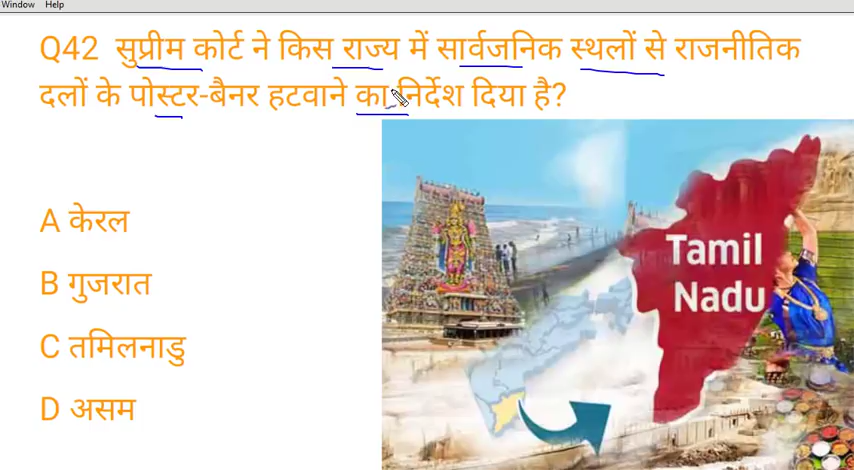 Window Help
Q42 सुप्रीम कोर्ट ने किस राज्य में सार्वजनिक स्थलों से राजनीतिक
दलों के पोस्टर-बैनर हटवाने का निर्देश दिया है?
A केरल
B गुजरात
C तमिलनाडु
D असम
Tamil
Nadu